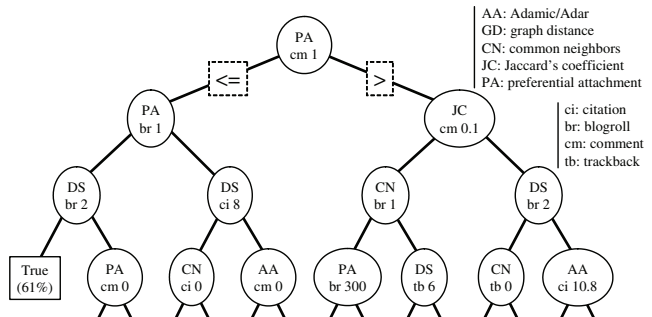 PA
cm 1
AA: Adamic/Adar
GD: graph distance
CN: common neighbors
JC: Jaccard's coefficient
PA: preferential attachment
<=
>
PA
br 1
JC
cm 0.1
ci: citation
br: blogroll
cm: comment
tb: trackback
DS
br 2
DS
ci 8
CN
br 1
DS
br 2
True
(61%)
PA
cm 0
CN
ci 0
AA
cm 0
PA
br 300
DS
tb 6
CN
tb 0
AA
ci 10.8